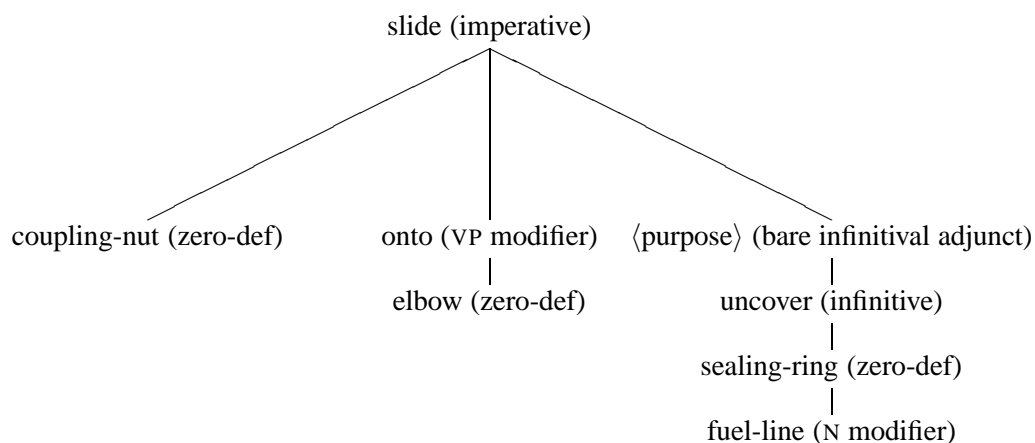 slide (imperative)
coupling-nut (zero-def) onto (VP modifier) ⟨purpose⟩ (bare infinitival adjunct)
elbow (zero-def) uncover (infinitive)
sealing-ring (zero-def)
fuel-line (N modifier)